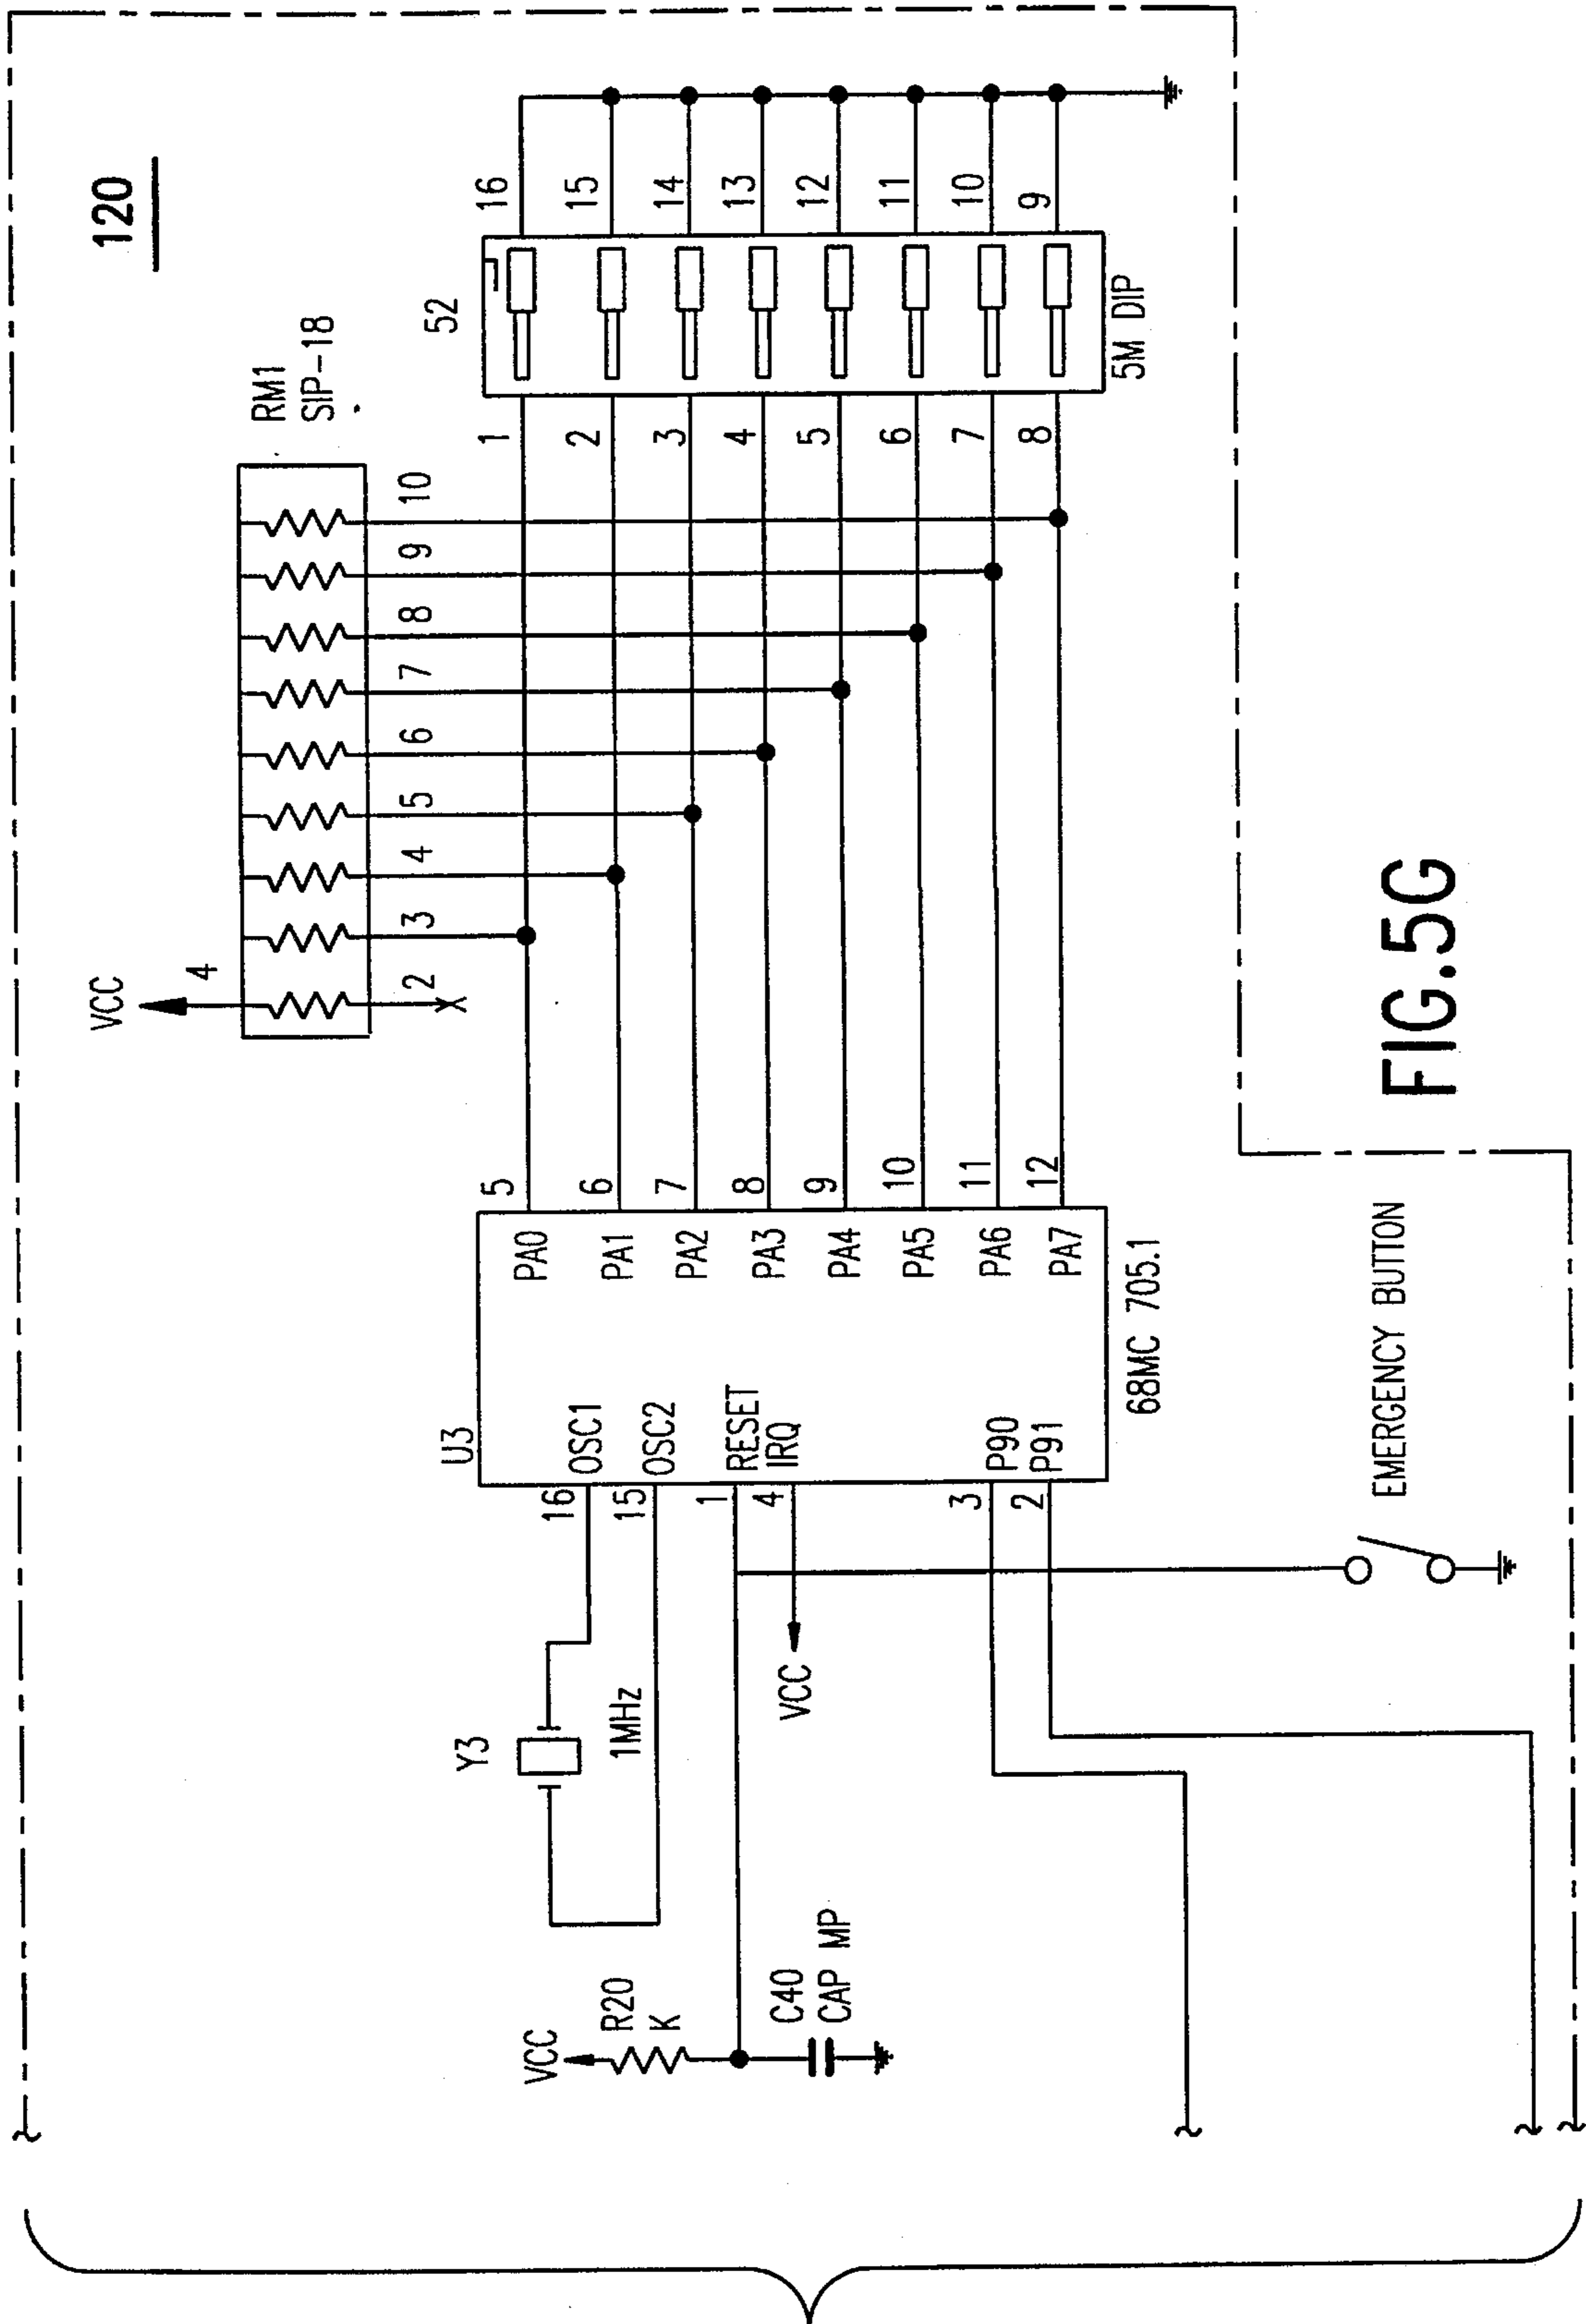 120
RM1
SIP-18
VCC
4
2
3
4
5
6
7
8
9
10
52
1 16
2 15
3 14
4 13
5 12
6 11
7 10
8 9
5M DIP
U3
16 OSC1
15 OSC2
1 RESET
4 IRQ
3 P90
2 P91
PA0 5
PA1 6
PA2 7
PA3 8
PA4 9
PA5 10
PA6 11
PA7 12
68MC 705.1
Y3
1MHz
VCC
VCC
R20
K
C40
CAP MP
EMERGENCY BUTTON
FIG.5G